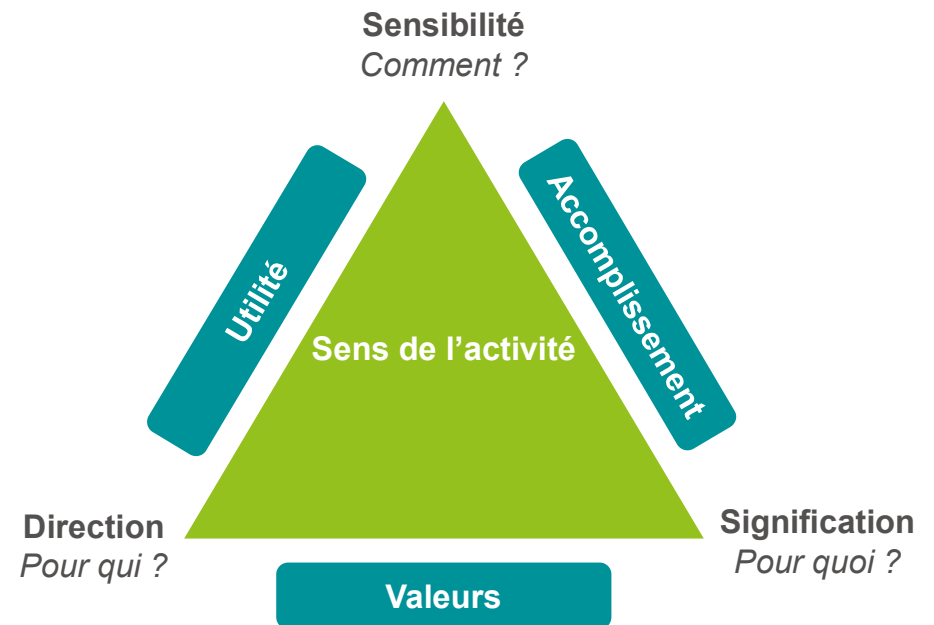 Sensibilité
Comment ?
Utilité
Accomplissement
Sens de l’activité
Direction
Pour qui ?
Signification
Pour quoi ?
Valeurs